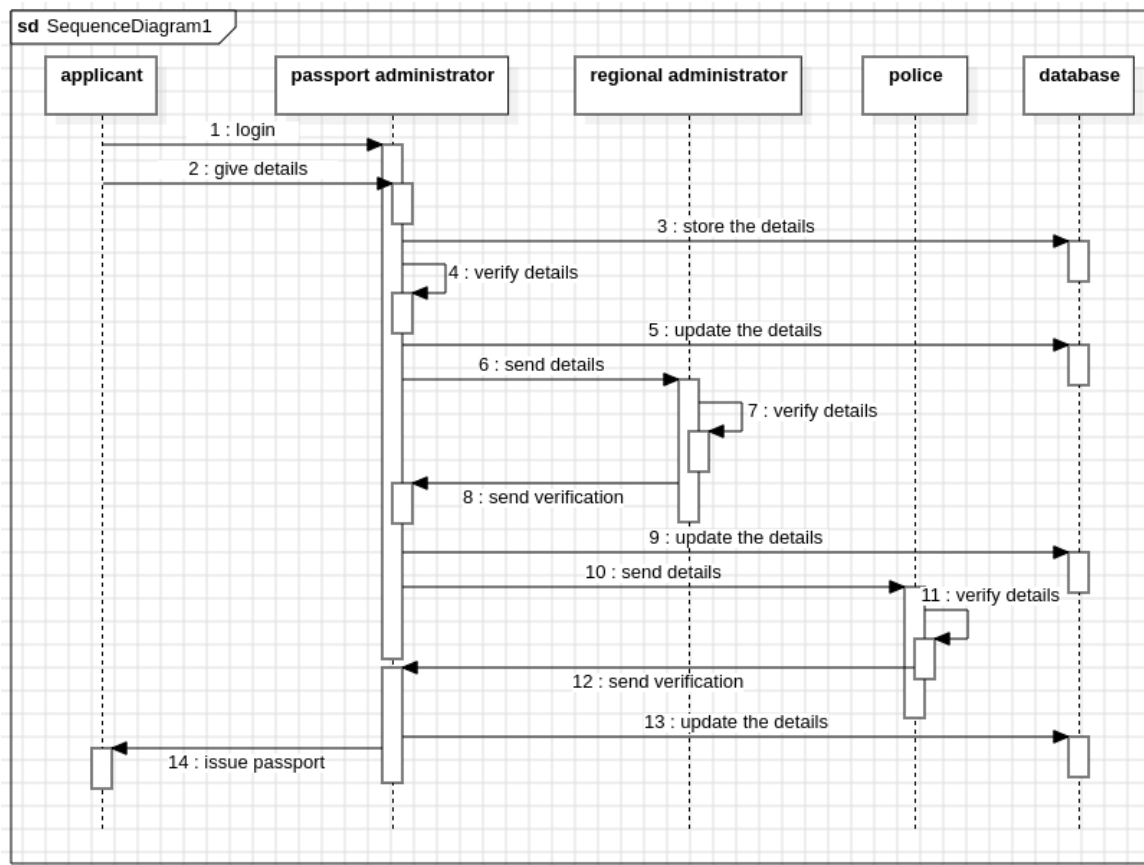 sd SequenceDiagram1
applicant
passport administrator
regional administrator
police
database
1 : login
2 : give details
3 : store the details
4 : verify details
5 : update the details
6 : send details
7 : verify details
8 : send verification
9 : update the details
10 : send details
11 : verify details
12 : send verification
13 : update the details
14 : issue passport